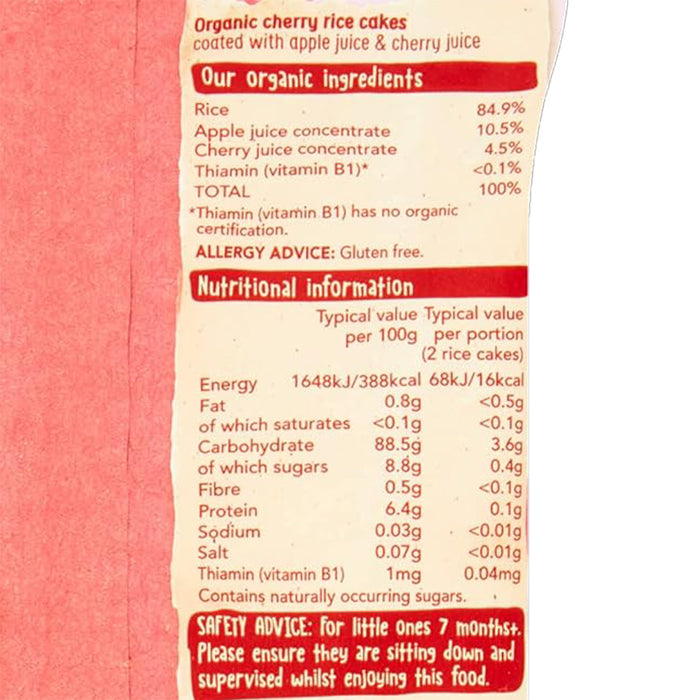 Organic cherry rice cakes
coated with apple juice & cherry juice
Our organic ingredients
Rice 84.9%
Apple juice concentrate 10.5%
Cherry juice concentrate 4.5%
Thiamin (vitamin B1)* <0.1%
TOTAL 100%
*Thiamin (vitamin B1) has no organic
certification.
ALLERGY ADVICE: Gluten free.
Nutritional information
Typical value Typical value
per 100g per portion
(2 rice cakes)
Energy 1648kJ/388kcal 68kJ/16kcal
Fat 0.8g <0.5g
of which saturates <0.1g <0.1g
Carbohydrate 88.5g 3.6g
of which sugars 8.8g 0.4g
Fibre 0.5g <0.1g
Protein 6.4g 0.1g
Sodium 0.03g <0.01g
Salt 0.07g <0.01g
Thiamin (vitamin B1) 1mg 0.04mg
Contains naturally occurring sugars.
SAFETY ADVICE: For little ones 7 months+.
Please ensure they are sitting down and
supervised whilst enjoying this food.